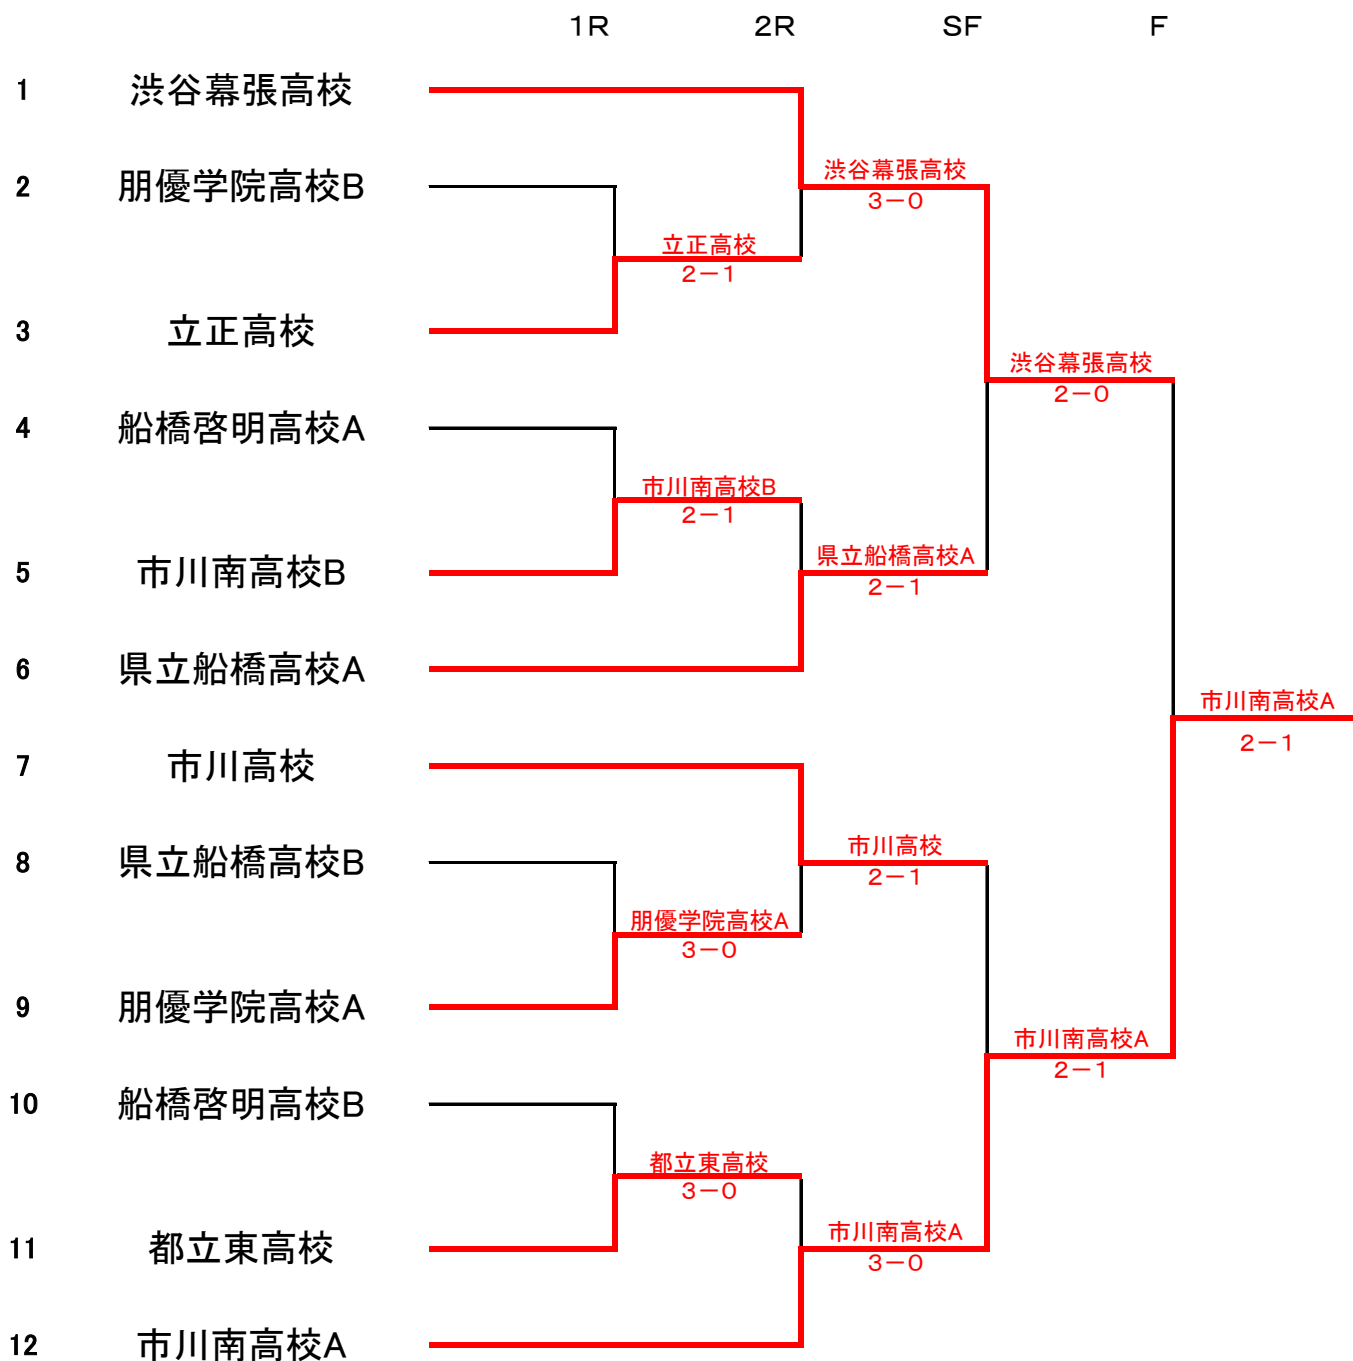 1R 2R SF F
1 渋谷幕張高校
渋谷幕張高校
2 朋優学院高校B
3－0
立正高校
2－1
3 立正高校
渋谷幕張高校
2－0
4 船橋啓明高校A
市川南高校B
2－1
県立船橋高校A
5 市川南高校B
2－1
6 県立船橋高校A
市川南高校A
2－1
7 市川高校
市川高校
8 県立船橋高校B
2－1
朋優学院高校A
3－0
9 朋優学院高校A
市川南高校A
2－1
10 船橋啓明高校B
都立東高校
3－0
市川南高校A
11 都立東高校
3－0
12 市川南高校A